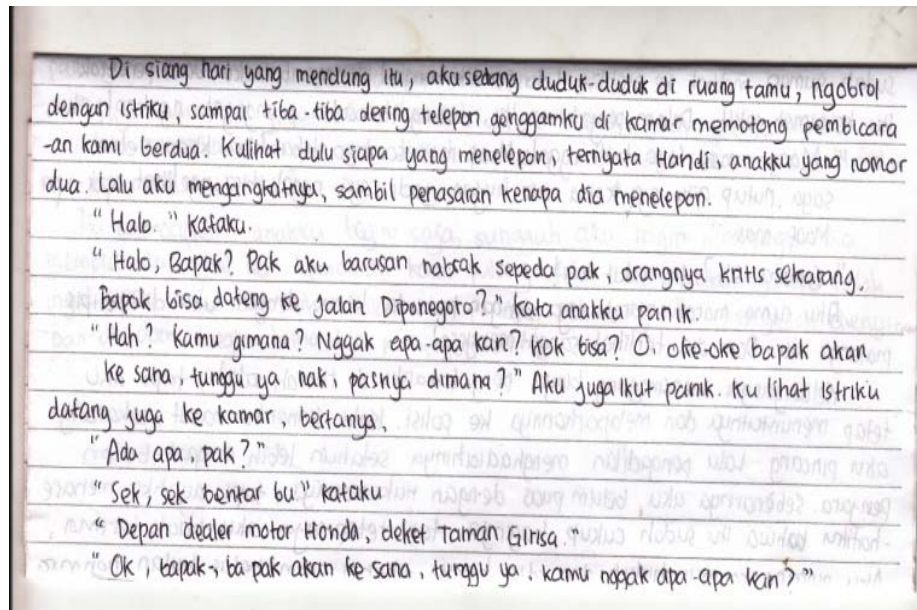 Di siang hari yang mendung itu, aku sedang duduk-duduk di ruang tamu, ngobrol
dengan istriku, sampai tiba-tiba dering telepon genggamku di kamar memotong pembicara
-an kami berdua. Kulihat dulu siapa yang menelepon, ternyata Handi, anakku yang nomor
dua. Lalu aku mengangkatnya, sambil penasaran kenapa dia menelepon.
"Halo." kataku.
"Halo, Bapak? Pak aku barusan nabrak sepeda pak, orangnya kritis sekarang.
Bapak bisa dateng ke jalan Diponegoro?" kata anakku panik.
"Hah? Kamu gimana? Nggak apa-apa kan? kok bisa? O, oke-oke bapak akan
ke sana, tunggu ya nak, pasnya dimana?" Aku juga ikut panik. Ku lihat istriku
datang juga ke kamar bertanya.
"Ada apa, pak?"
"Sek, sek bentar bu." kataku
"Depan dealer motor Honda, deket Taman Girisa.
"Ok, bapak-, bapak akan ke sana, tunggu ya. kamu nggak apa-apa kan?"